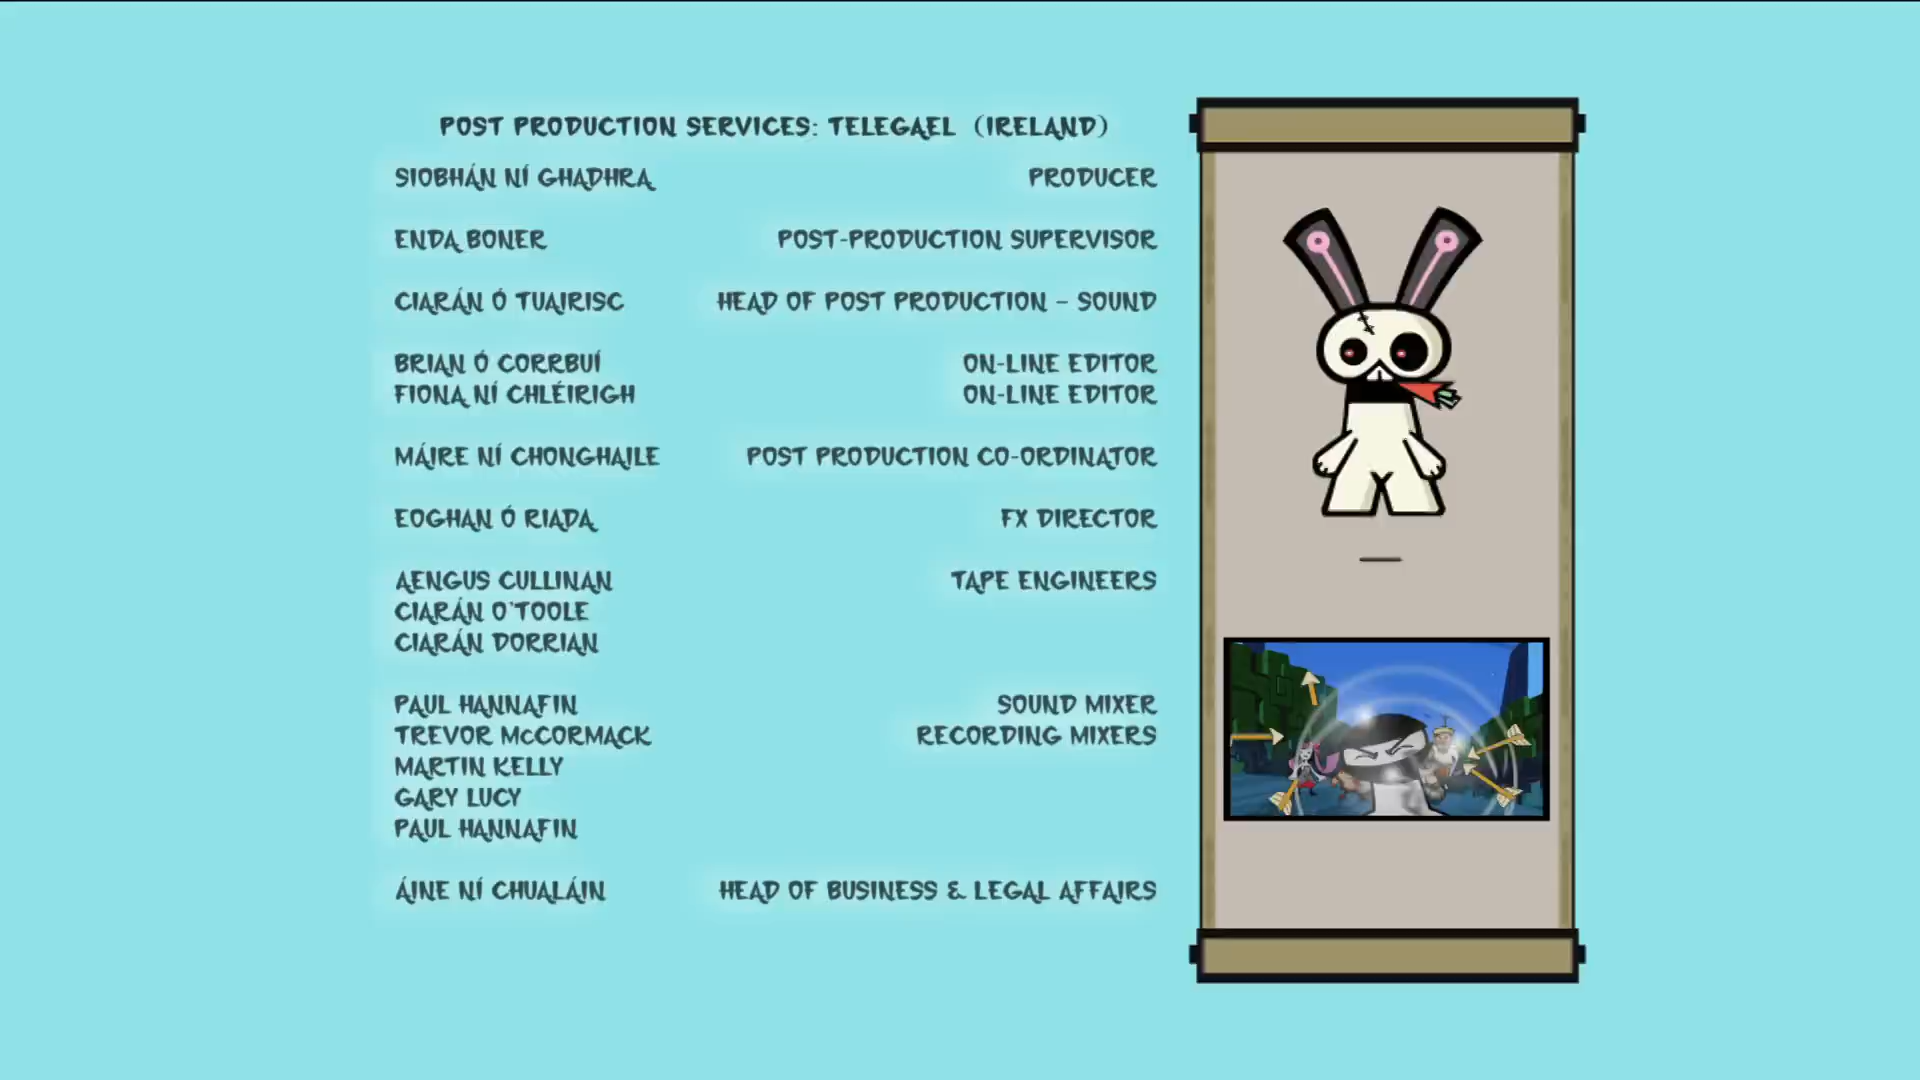 POST PRODUCTION SERVICES: TELEGAEL (IRELAND)
SIOBHÁN NÍ GHADHRA PRODUCER
ENDA BONER POST-PRODUCTION SUPERVISOR
CIARÁN Ó TUAIRISC HEAD OF POST PRODUCTION – SOUND
BRIAN Ó CORRBUÍ ON-LINE EDITOR
FIONA NÍ CHLÉIRIGH ON-LINE EDITOR
MÁIRE NÍ CHONGHAILE POST PRODUCTION CO-ORDINATOR
EOGHAN Ó RIADA FX DIRECTOR
AENGUS CULLINAN TAPE ENGINEERS
CIARÁN O'TOOLE
CIARÁN DORRIAN
PAUL HANNAFIN SOUND MIXER
TREVOR McCORMACK RECORDING MIXERS
MARTIN KELLY
GARY LUCY
PAUL HANNAFIN
ÁINE NÍ CHUALÁIN HEAD OF BUSINESS & LEGAL AFFAIRS